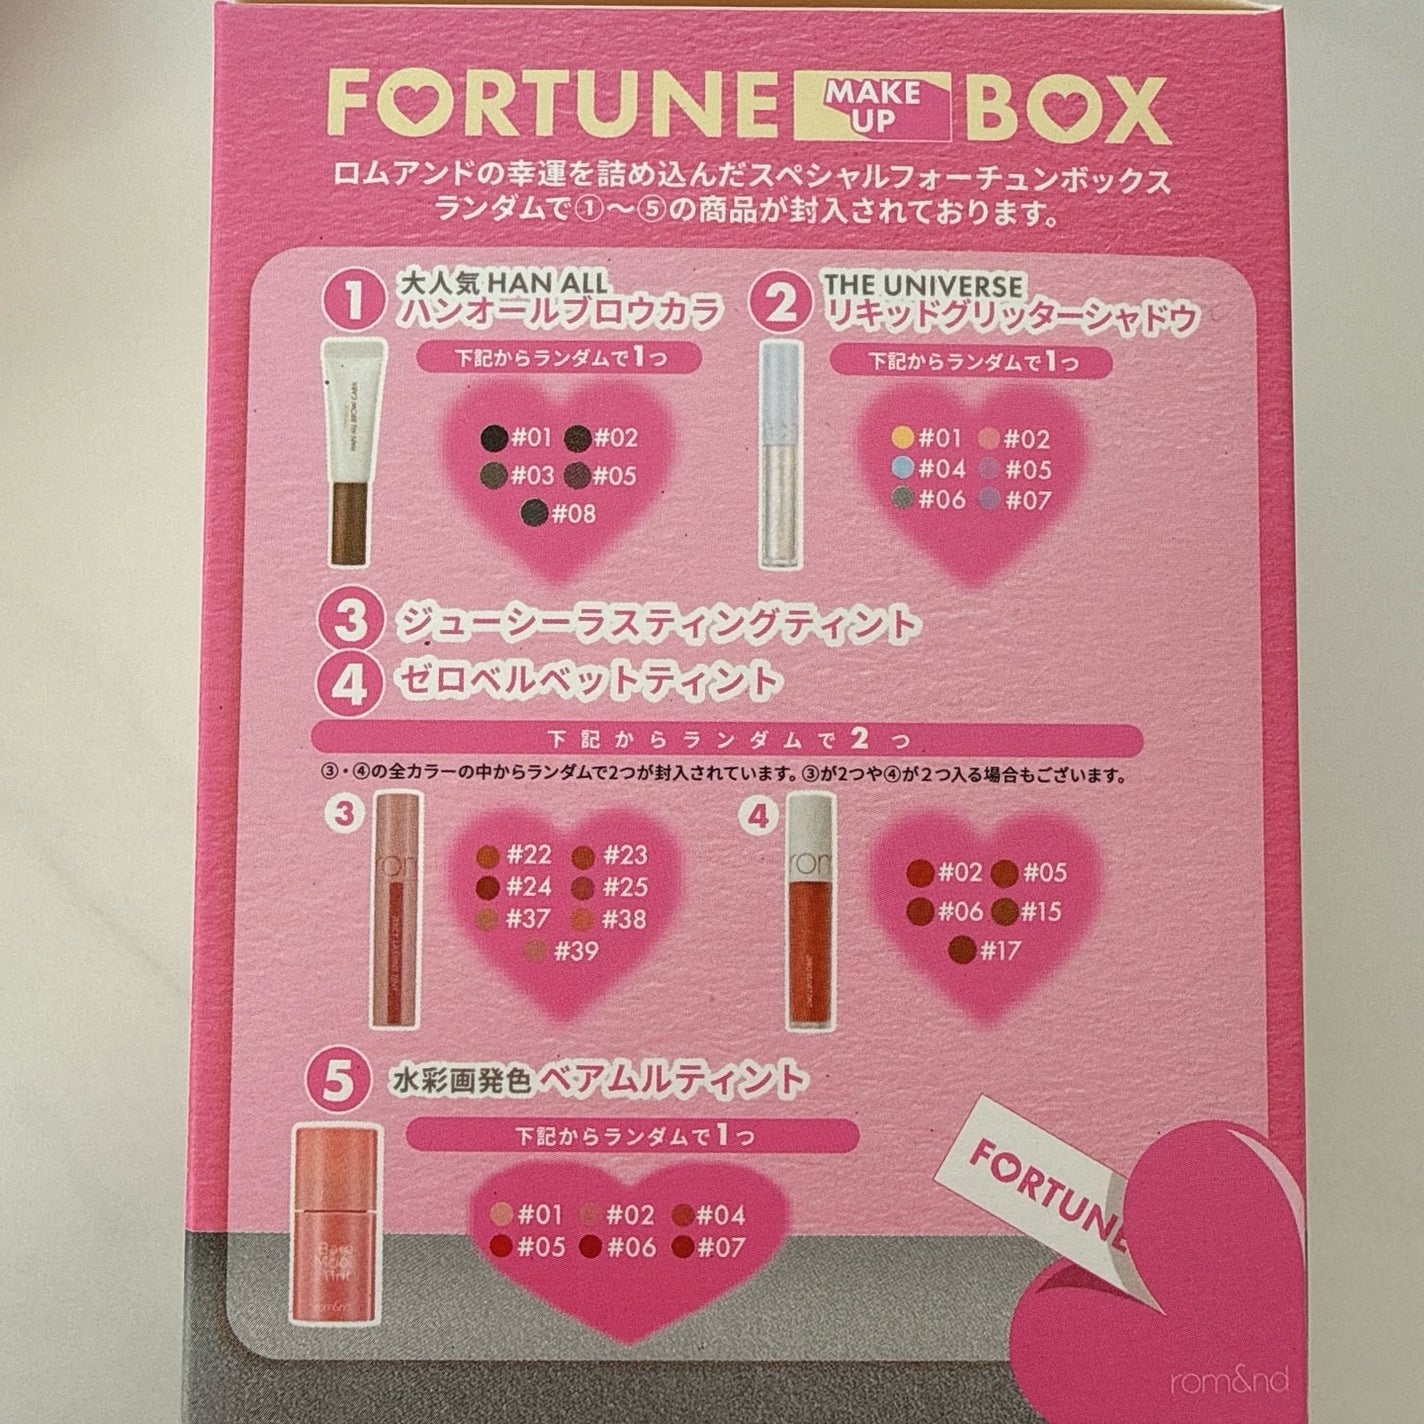 FORTUNE MAKE UP BOX
ロムアンドの幸運を詰め込んだスペシャルフォーチュンボックス
ランダムで①～⑤の商品が封入されております。
1 大人気 HAN ALL
ハンオールブロウカラ
下記からランダムで1つ
HAN ALL BROW CARA
#01 #02
#03 #05
#08
2 THE UNIVERSE
リキッドグリッターシャドウ
下記からランダムで1つ
#01 #02
#04 #05
#06 #07
3 ジューシーラスティングティント
4 ゼロベルベットティント
下記からランダムで2つ
③・④の全カラーの中からランダムで2つが封入されています。③が2つや④が2つ入る場合もございます。
3
rom
JUICY LASTING TINT
#22 #23
#24 #25
#37 #38
#39
4
rom
#02 #05
#06 #15
#17
5 水彩画発色 ベアムルティント
下記からランダムで1つ
#01 #02 #04
#05 #06 #07
FORTUNE
rom&nd